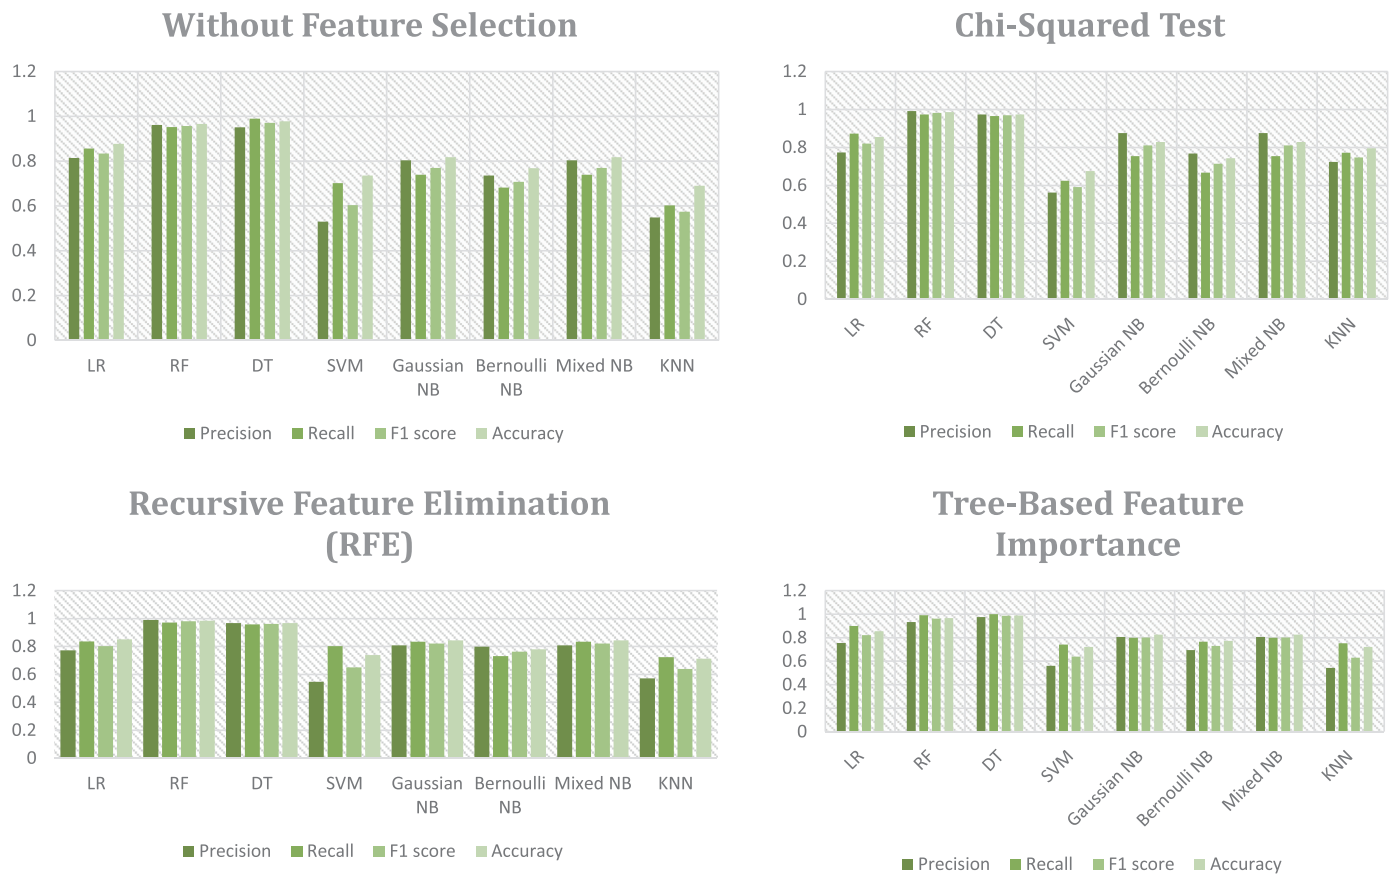 Without Feature Selection
1.2
1
0.8
0.6
0.4
0.2
0
LR RF DT SVM Gaussian NB Bernoulli NB Mixed NB KNN
Precision Recall F1 score Accuracy
Chi-Squared Test
1.2
1
0.8
0.6
0.4
0.2
0
LR RF DT SVM Gaussian NB Bernoulli NB Mixed NB KNN
Precision Recall F1 score Accuracy
Recursive Feature Elimination
(RFE)
1.2
1
0.8
0.6
0.4
0.2
0
LR RF DT SVM Gaussian NB Bernoulli NB Mixed NB KNN
Precision Recall F1 score Accuracy
Tree-Based Feature
Importance
1.2
1
0.8
0.6
0.4
0.2
0
LR RF DT SVM Gaussian NB Bernoulli NB Mixed NB KNN
Precision Recall F1 score Accuracy